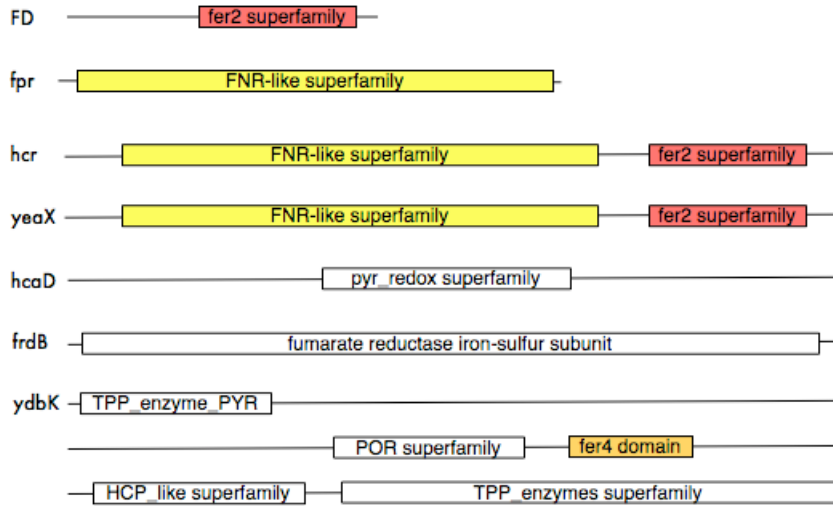 FD fer2 superfamily
fpr FNR-like superfamily
hcr FNR-like superfamily fer2 superfamily
yeaX FNR-like superfamily fer2 superfamily
hcaD pyr_redox superfamily
frdB fumarate reductase iron-sulfur subunit
ydbK TPP_enzyme_PYR
POR superfamily fer4 domain
HCP_like superfamily TPP_enzymes superfamily